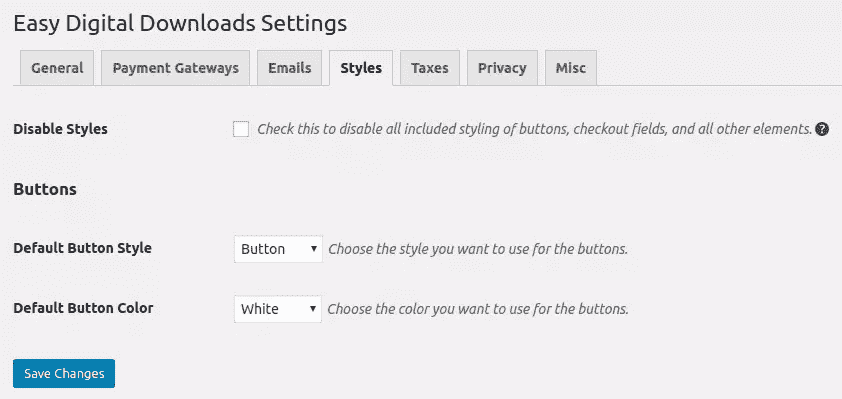 Easy Digital Downloads Settings
General Payment Gateways Emails Styles Taxes Privacy Misc
Disable Styles Check this to disable all included styling of buttons, checkout fields, and all other elements. ?
Buttons
Default Button Style Button Choose the style you want to use for the buttons.
Default Button Color White Choose the color you want to use for the buttons.
Save Changes